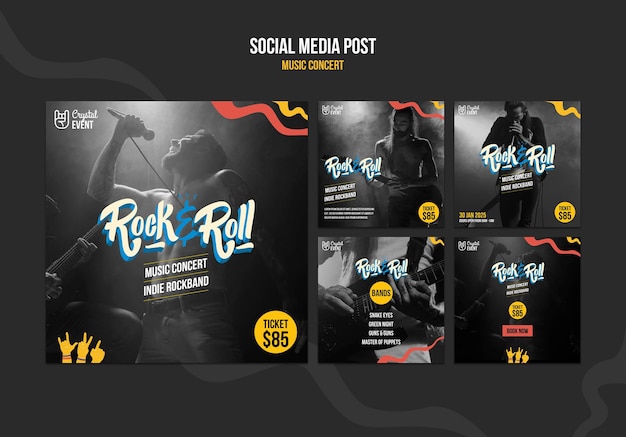 SOCIAL MEDIA POST
MUSIC CONCERT
Crystal
EVENT
Rock & Roll
MUSIC CONCERT
INDIE ROCKBAND
TICKET
$85
Crystal
EVENT
Rock & Roll
MUSIC CONCERT
INDIE ROCKBAND
TICKET
$85
Crystal
EVENT
Rock & Roll
MUSIC CONCERT
INDIE ROCKBAND
30 JAN 2025
TICKET
$85
Crystal
EVENT
Rock & Roll
BANDS
SNAKE EYES
GREEN NIGHT
GUNS & GUNS
MASTER OF PUPPETS
Crystal
EVENT
Rock & Roll
MUSIC CONCERT
INDIE ROCKBAND
TICKET
$85
BOOK NOW